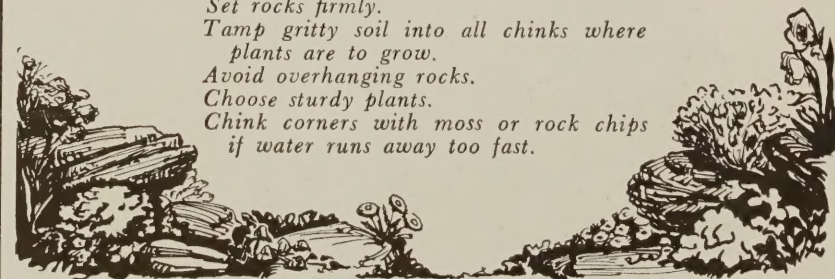 Set rocks firmly.
Tamp gritty soil into all chinks where
plants are to grow.
Avoid overhanging rocks.
Choose sturdy plants.
Chink corners with moss or rock chips
if water runs away too fast.